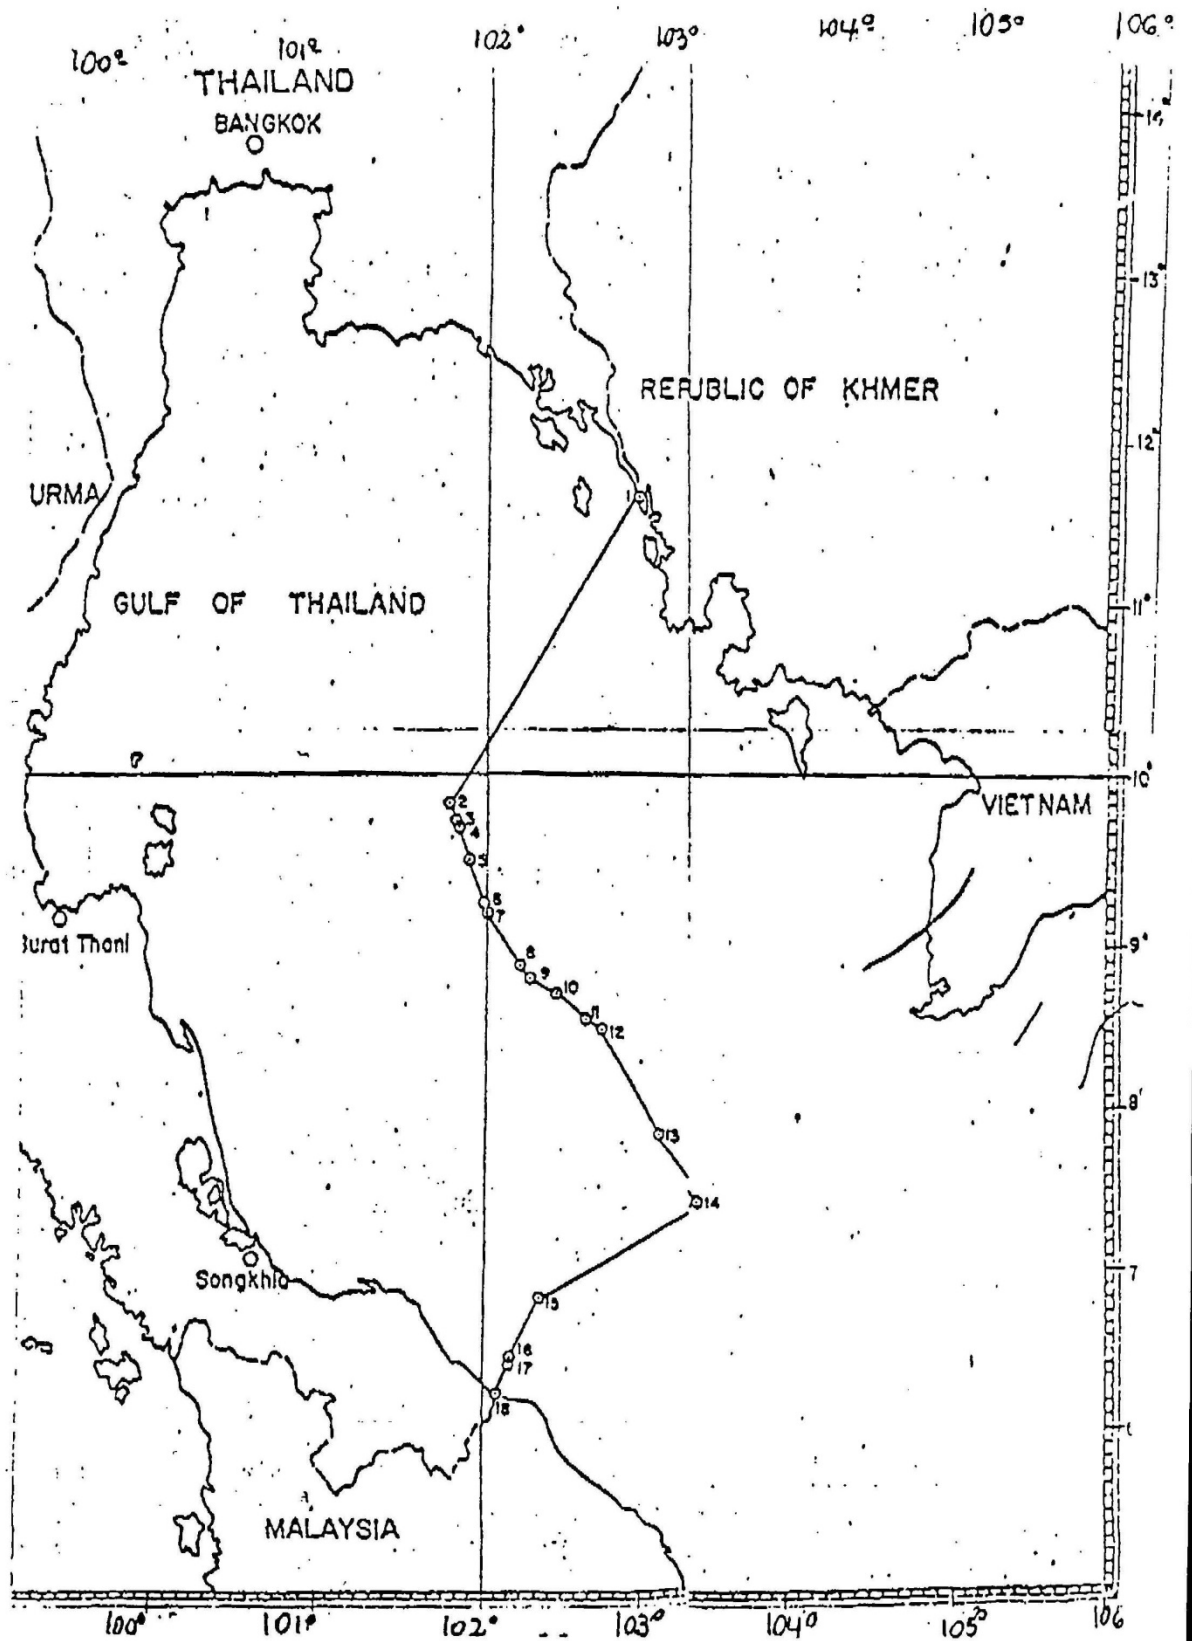 100° 101° 102° 103° 104° 105° 106°
THAILAND
BANGKOK
14°
13°
REPUBLIC OF KHMER
12°
URMA
1
GULF OF THAILAND
11°
10°
2
VIETNAM
3
4
5
6
7
Surat Thani
9°
8
9
10
11
12
8°
13
14
Songkhla
7
15
16
17
18
MALAYSIA
100° 101° 102° 103° 104° 105° 106